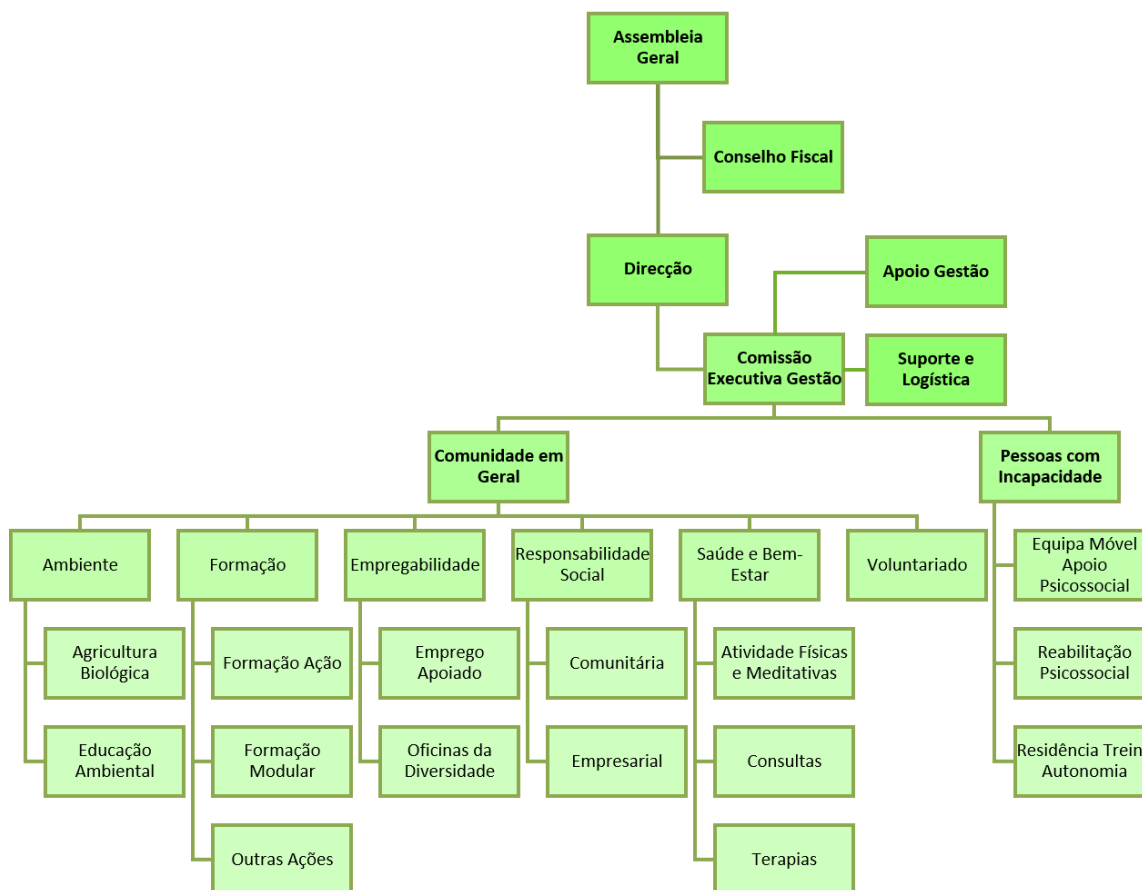 Assembleia
Geral
Conselho Fiscal
Direcção
Apoio Gestão
Comissão
Executiva Gestão
Suporte e
Logística
Comunidade em
Geral
Pessoas com
Incapacidade
Ambiente
Formação
Empregabilidade
Responsabilidade
Social
Saúde e Bem-
Estar
Voluntariado
Equipa Móvel
Apoio
Psicossocial
Agricultura
Biológica
Formação Ação
Emprego
Apoiado
Comunitária
Atividade Físicas
e Meditativas
Reabilitação
Psicossocial
Educação
Ambiental
Formação
Modular
Oficinas da
Diversidade
Empresarial
Consultas
Residência Trein
Autonomia
Outras Ações
Terapias